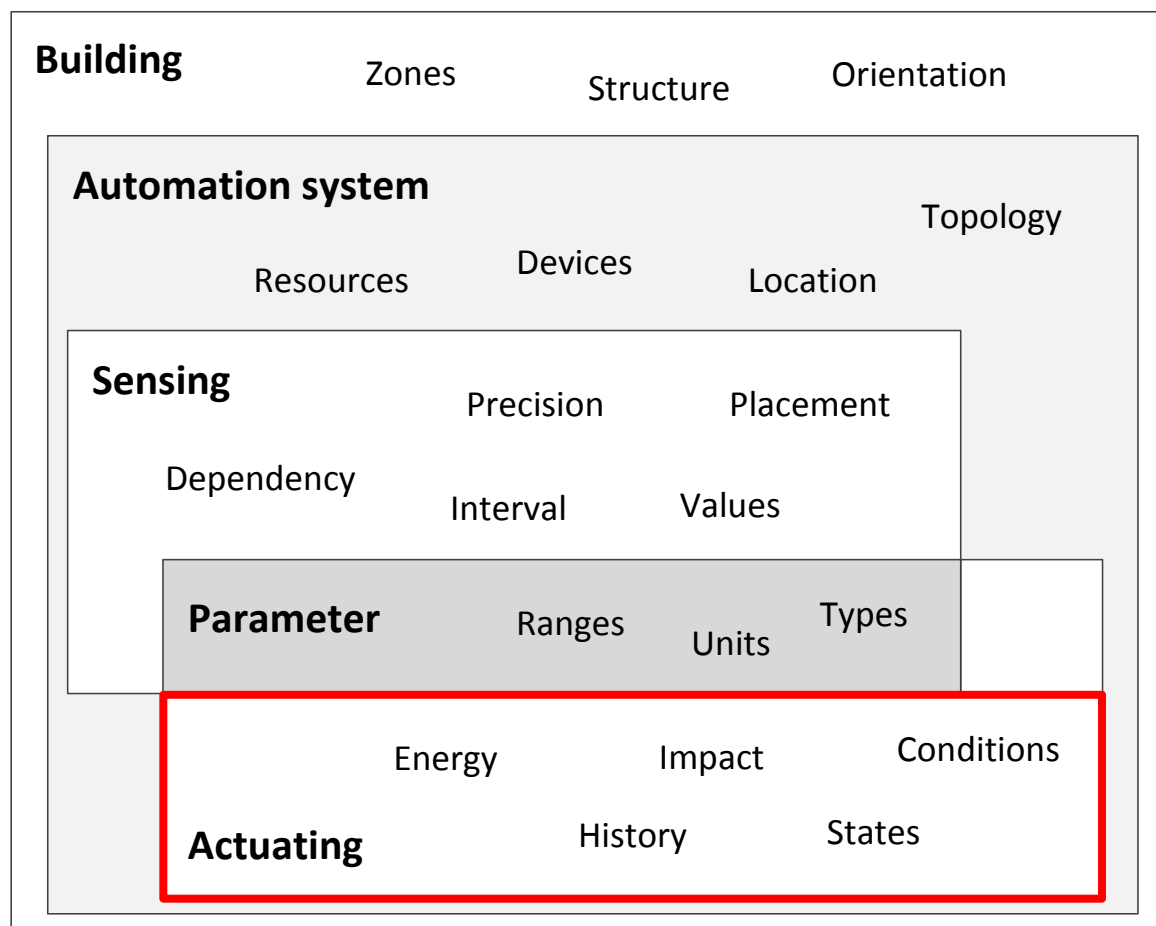 Building
Zones
Structure
Orientation
Automation system
Topology
Resources
Devices
Location
Sensing
Precision
Placement
Dependency
Interval
Values
Parameter
Ranges
Units
Types
Energy
Impact
Conditions
Actuating
History
States